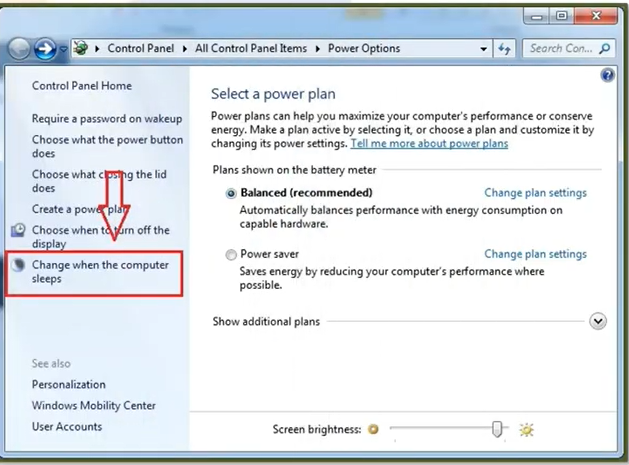 Control Panel ▸ All Control Panel Items ▸ Power Options
Search Con...
Control Panel Home
Require a password on wakeup
Choose what the power button
does
Choose what closing the lid
does
Create a power plan
Choose when to turn off the
display
Change when the computer
sleeps
See also
Personalization
Windows Mobility Center
User Accounts
Select a power plan
Power plans can help you maximize your computer's performance or conserve
energy. Make a plan active by selecting it, or choose a plan and customize it by
changing its power settings. Tell me more about power plans
Plans shown on the battery meter
Balanced (recommended) Change plan settings
Automatically balances performance with energy consumption on
capable hardware.
Power saver Change plan settings
Saves energy by reducing your computer's performance where
possible.
Show additional plans
Screen brightness: